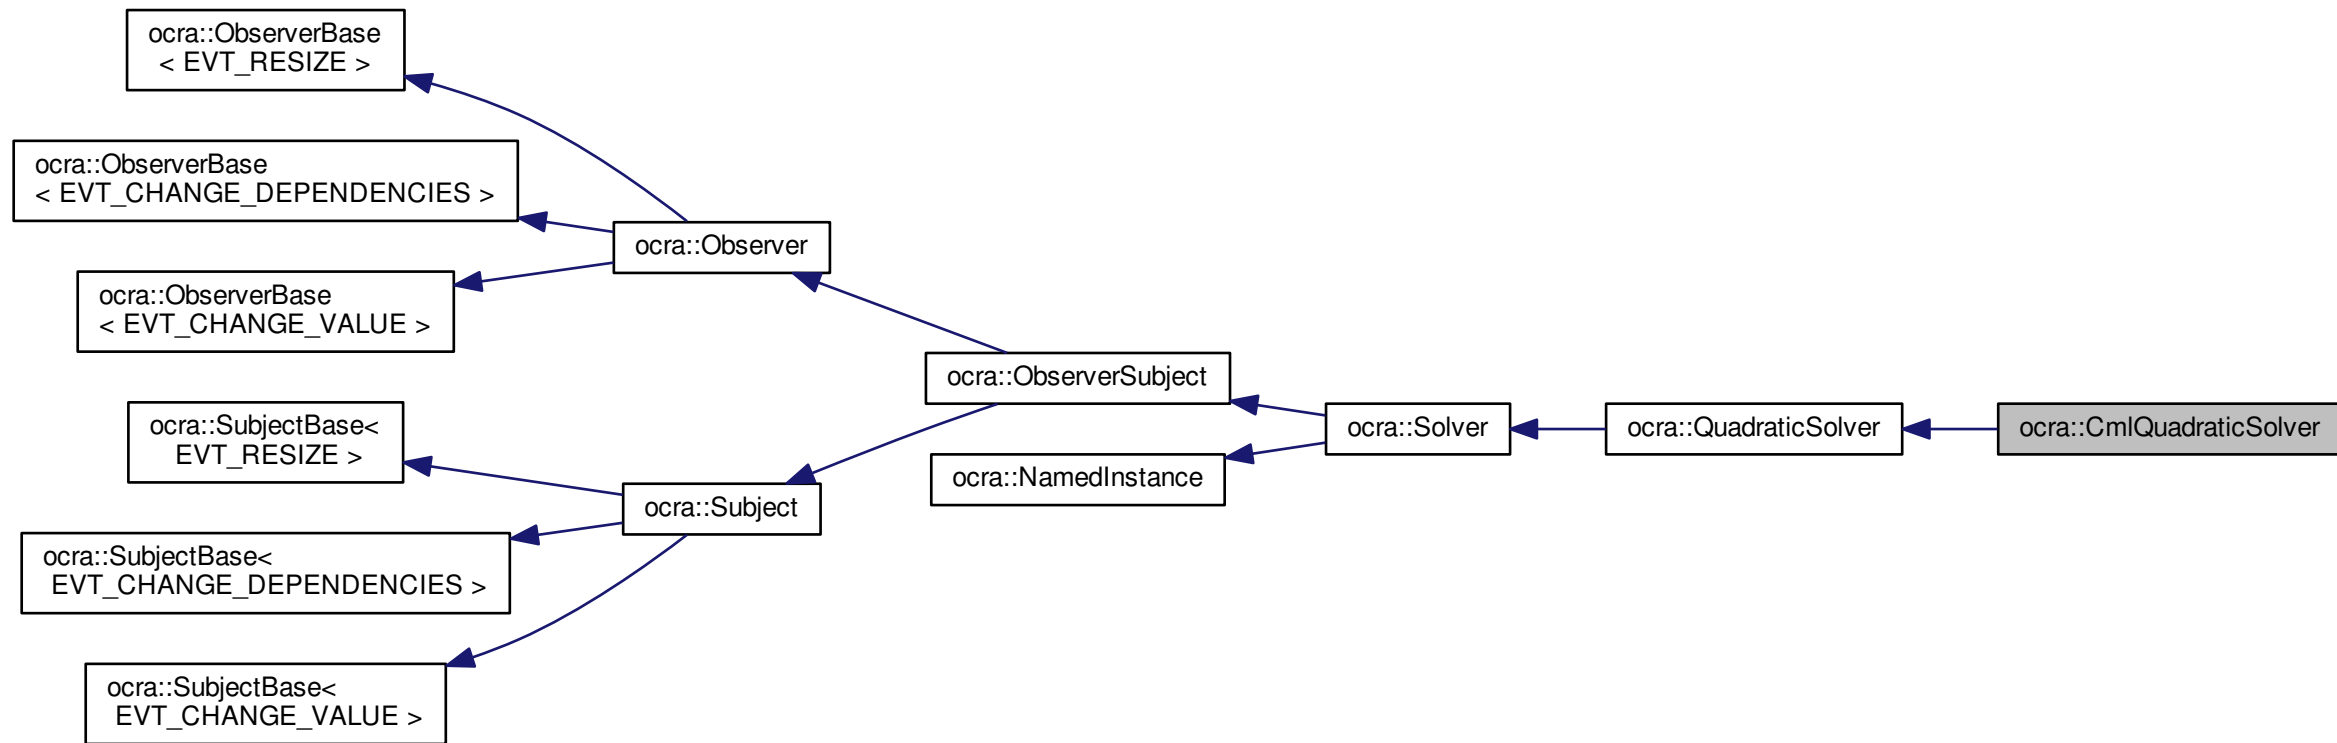 ocra::ObserverBase
< EVT_RESIZE >
ocra::ObserverBase
< EVT_CHANGE_DEPENDENCIES >
ocra::ObserverBase
< EVT_CHANGE_VALUE >
ocra::SubjectBase<
EVT_RESIZE >
ocra::SubjectBase<
EVT_CHANGE_DEPENDENCIES >
ocra::SubjectBase<
EVT_CHANGE_VALUE >
ocra::Observer
ocra::Subject
ocra::ObserverSubject
ocra::NamedInstance
ocra::Solver
ocra::QuadraticSolver
ocra::CmlQuadraticSolver